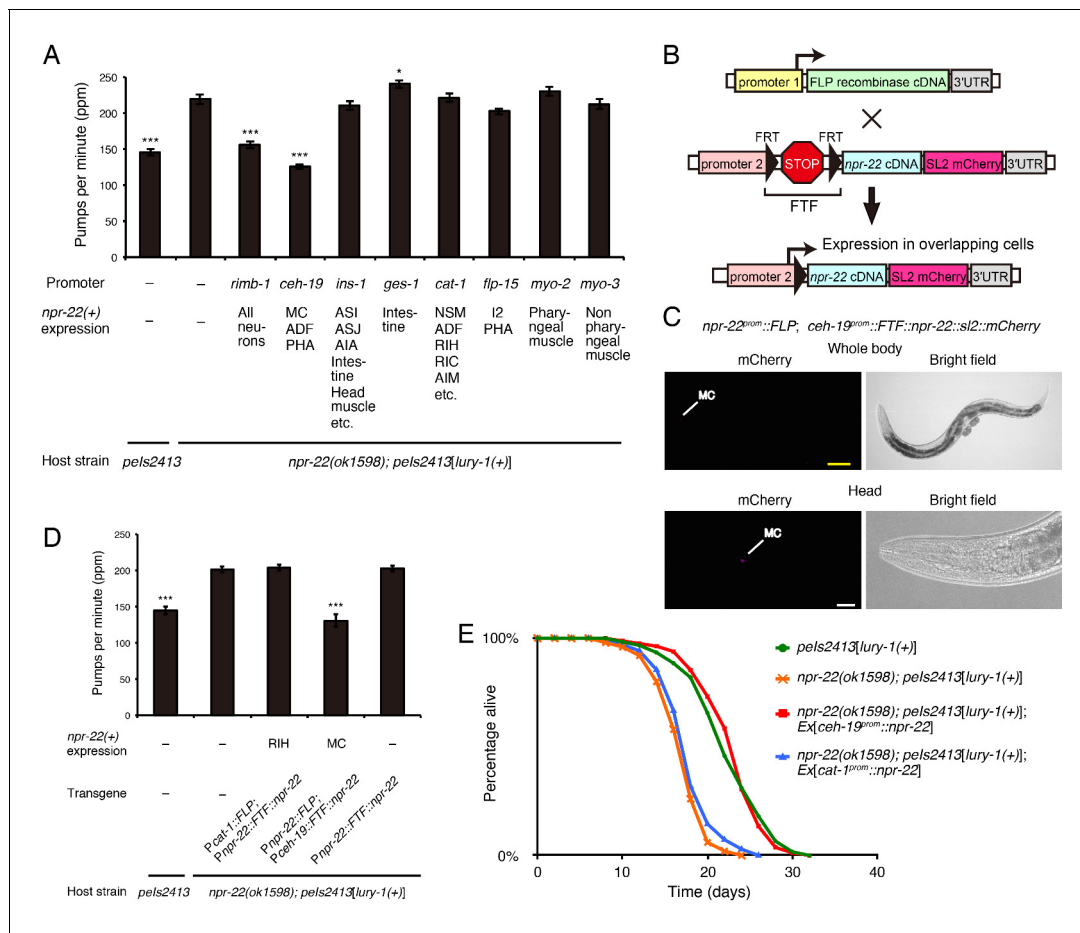 A
Pumps per minute (ppm)
250
200
150
100
50
0
***
***
***
*
Promoter – – rimb-1 ceh-19 ins-1 ges-1 cat-1 flp-15 myo-2 myo-3
npr-22(+)
expression
–
–
All
neu-
rons
MC
ADF
PHA
ASI
ASJ
AIA
Intes-
tine
Head
muscle
etc.
Intes-
tine
NSM
ADF
RIH
RIC
AIM
etc.
I2
PHA
Phary-
ngeal
muscle
Non
phary-
ngeal
muscle
Host strain peIs2413 npr-22(ok1598); peIs2413[lury-1(+)]
B
promoter 1 FLP recombinase cDNA 3'UTR
FRT FRT
promoter 2 STOP npr-22 cDNA SL2 mCherry 3'UTR
FTF
Expression in overlapping cells
promoter 2 npr-22 cDNA SL2 mCherry 3'UTR
C
npr-22prom::FLP; ceh-19prom::FTF::npr-22::sl2::mCherry
Whole body
mCherry Bright field
MC
Head
mCherry Bright field
MC
D
Pumps per minute (ppm)
250
200
150
100
50
0
***
***
npr-22(+)
expression
– – RIH MC –
Transgene
–
–
Pcat-1::FLP;
Pnpr-22::FTF::npr-22
Pnpr-22::FLP;
Pceh-19::FTF::npr-22
Pnpr-22::FTF::npr-22
Host strain peIs2413 npr-22(ok1598); peIs2413[lury-1(+)]
E
Percentage alive
100%
0%
0 10 20 30 40
Time (days)
peIs2413[lury-1(+)]
npr-22(ok1598); peIs2413[lury-1(+)]
npr-22(ok1598); peIs2413[lury-1(+)];
Ex[ceh-19prom::npr-22]
npr-22(ok1598); peIs2413[lury-1(+)];
Ex[cat-1prom::npr-22]